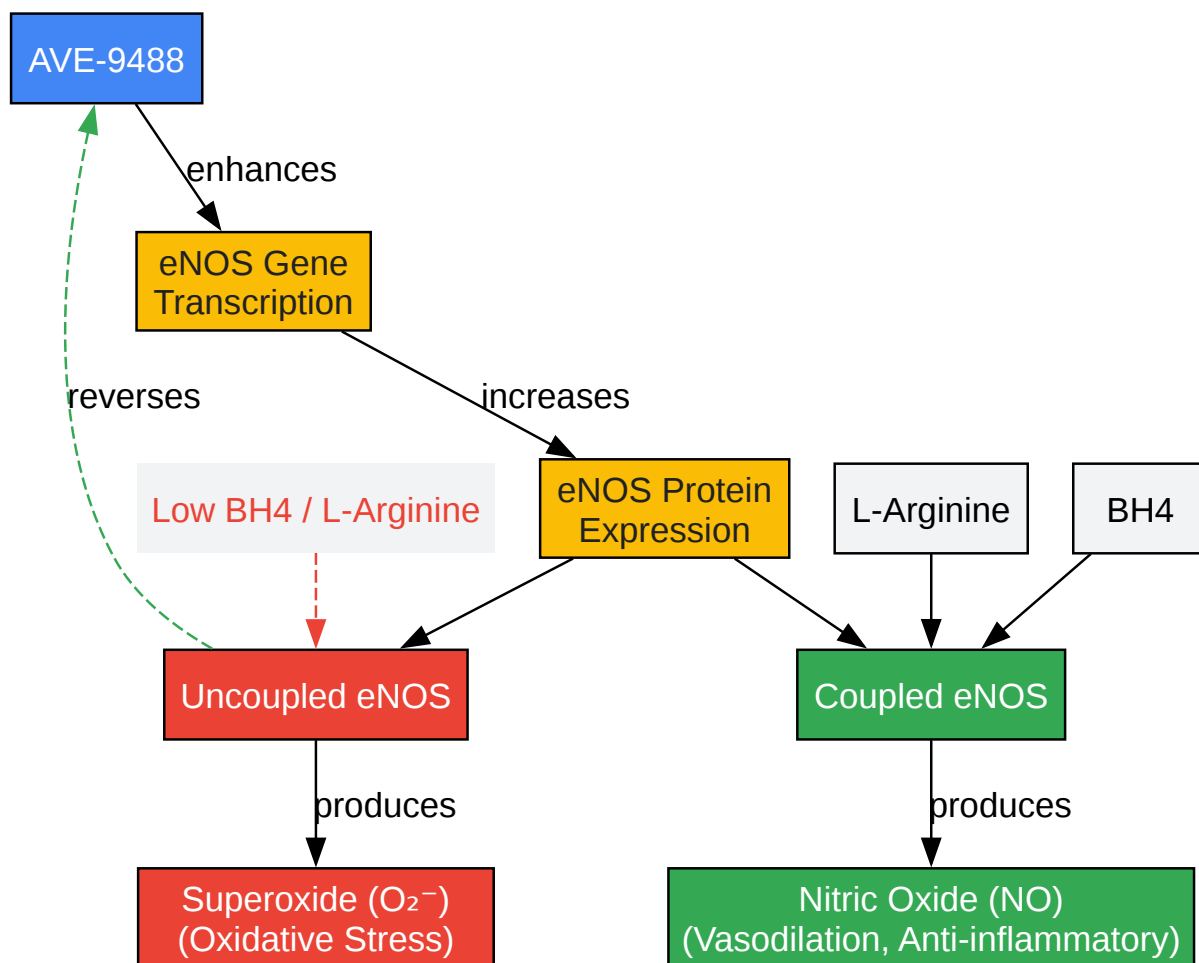 AVE-9488
enhances
eNOS Gene
Transcription
reverses
increases
Low BH4 / L-Arginine
eNOS Protein
Expression
L-Arginine
BH4
Uncoupled eNOS
Coupled eNOS
produces
produces
Superoxide (O₂⁻)
(Oxidative Stress)
Nitric Oxide (NO)
(Vasodilation, Anti-inflammatory)